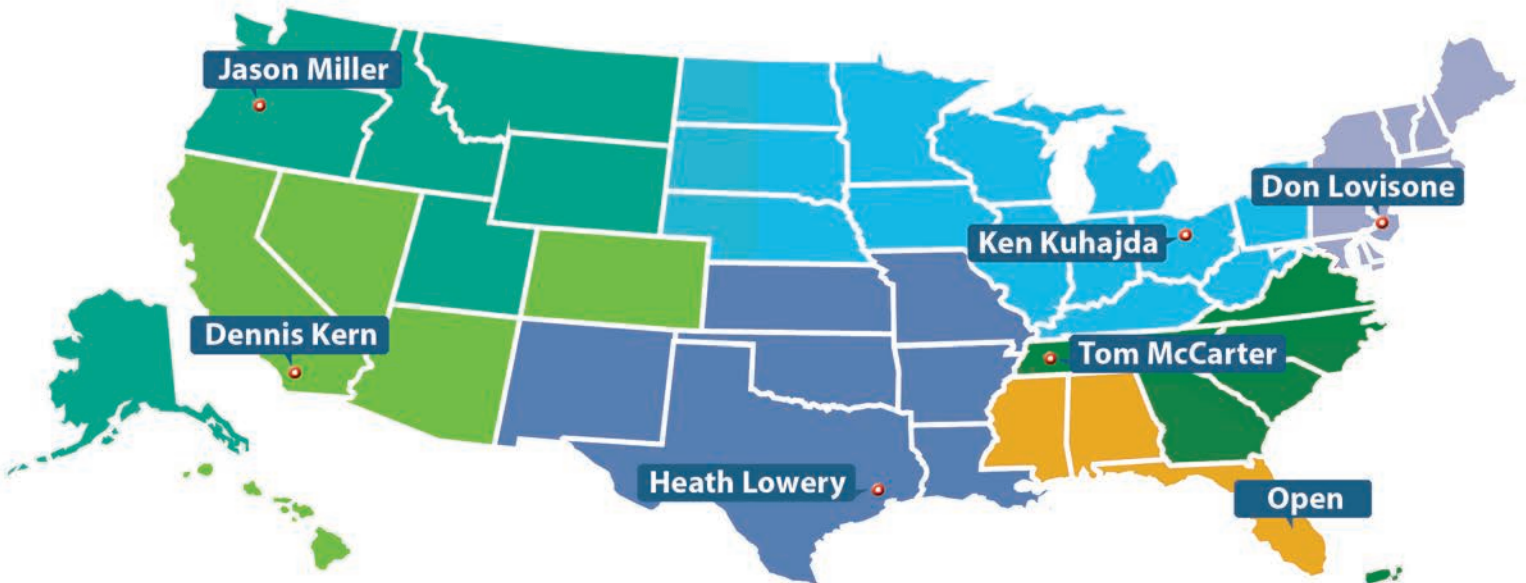 Jason Miller
Don Lovisone
Ken Kuhajda
Dennis Kern
Tom McCarter
Heath Lowery
Open